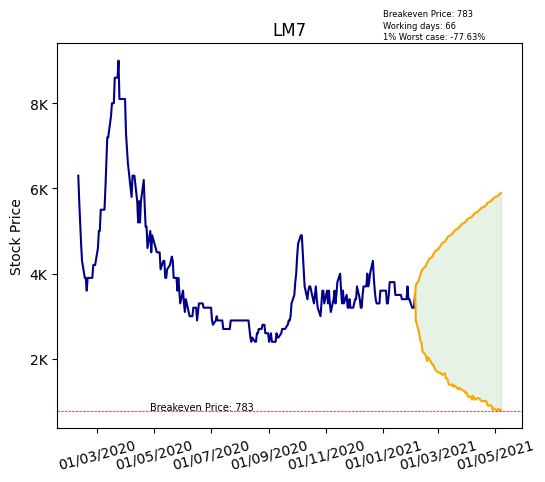 Breakeven Price: 783
Working days: 66
1% Worst case: -77.63%
LM7
Stock Price
8K
6K
4K
2K
Breakeven Price: 783
01/03/2020 01/05/2020 01/07/2020 01/09/2020 01/11/2020 01/01/2021 01/03/2021 01/05/2021